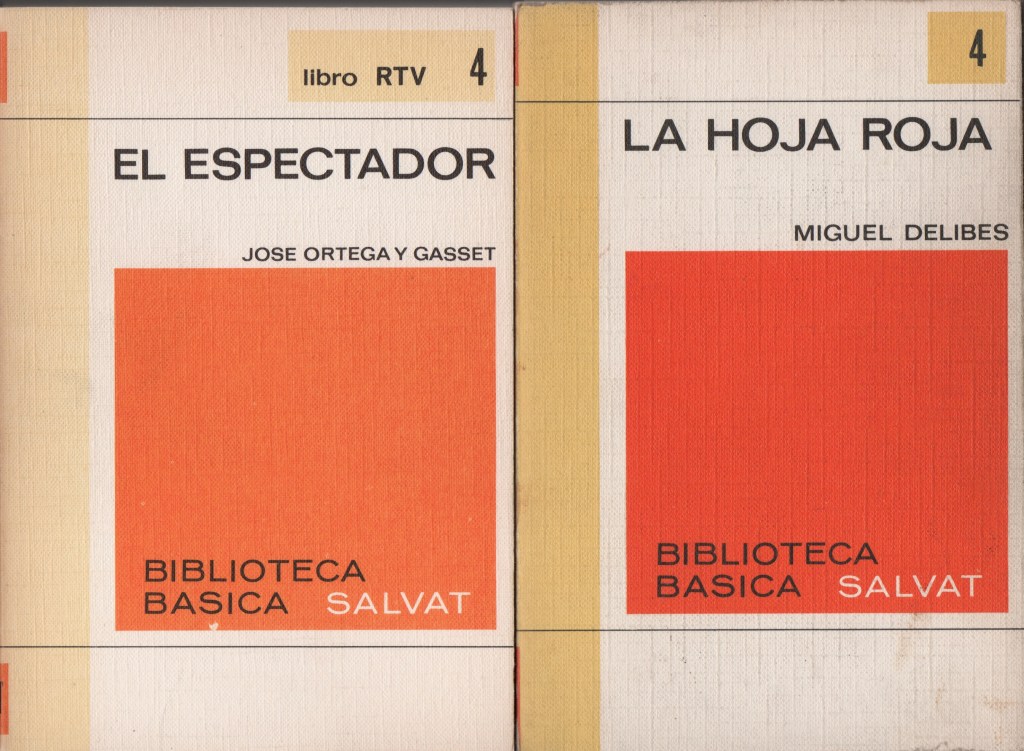 libro RTV 4
EL ESPECTADOR
JOSE ORTEGA Y GASSET
BIBLIOTECA
BASICA SALVAT
4
LA HOJA ROJA
MIGUEL DELIBES
BIBLIOTECA
BASICA SALVAT